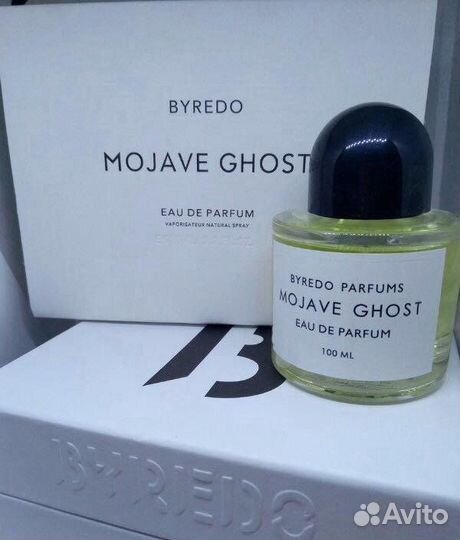 BYREDO
MOJAVE GHOST
EAU DE PARFUM
VAPORISATEUR NATURAL SPRAY
BYREDO PARFUMS
MOJAVE GHOST
EAU DE PARFUM
100 ML
B
BYREDO
Avito